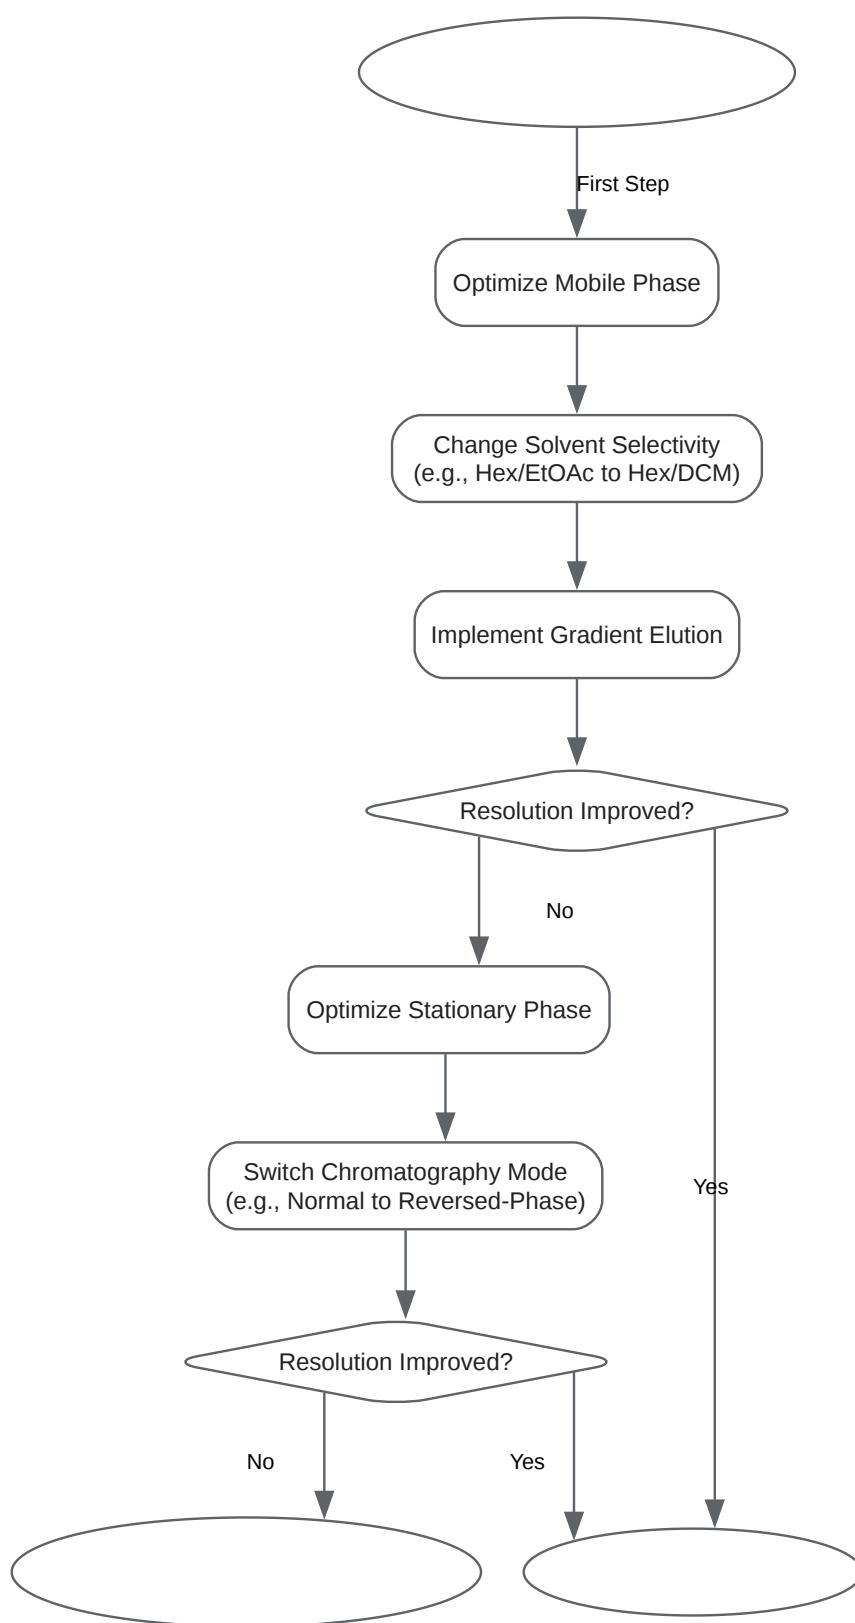 First Step
Optimize Mobile Phase
Change Solvent Selectivity
(e.g., Hex/EtOAc to Hex/DCM)
Implement Gradient Elution
Resolution Improved?
No
Optimize Stationary Phase
Switch Chromatography Mode
(e.g., Normal to Reversed-Phase)
Yes
Resolution Improved?
No
Yes